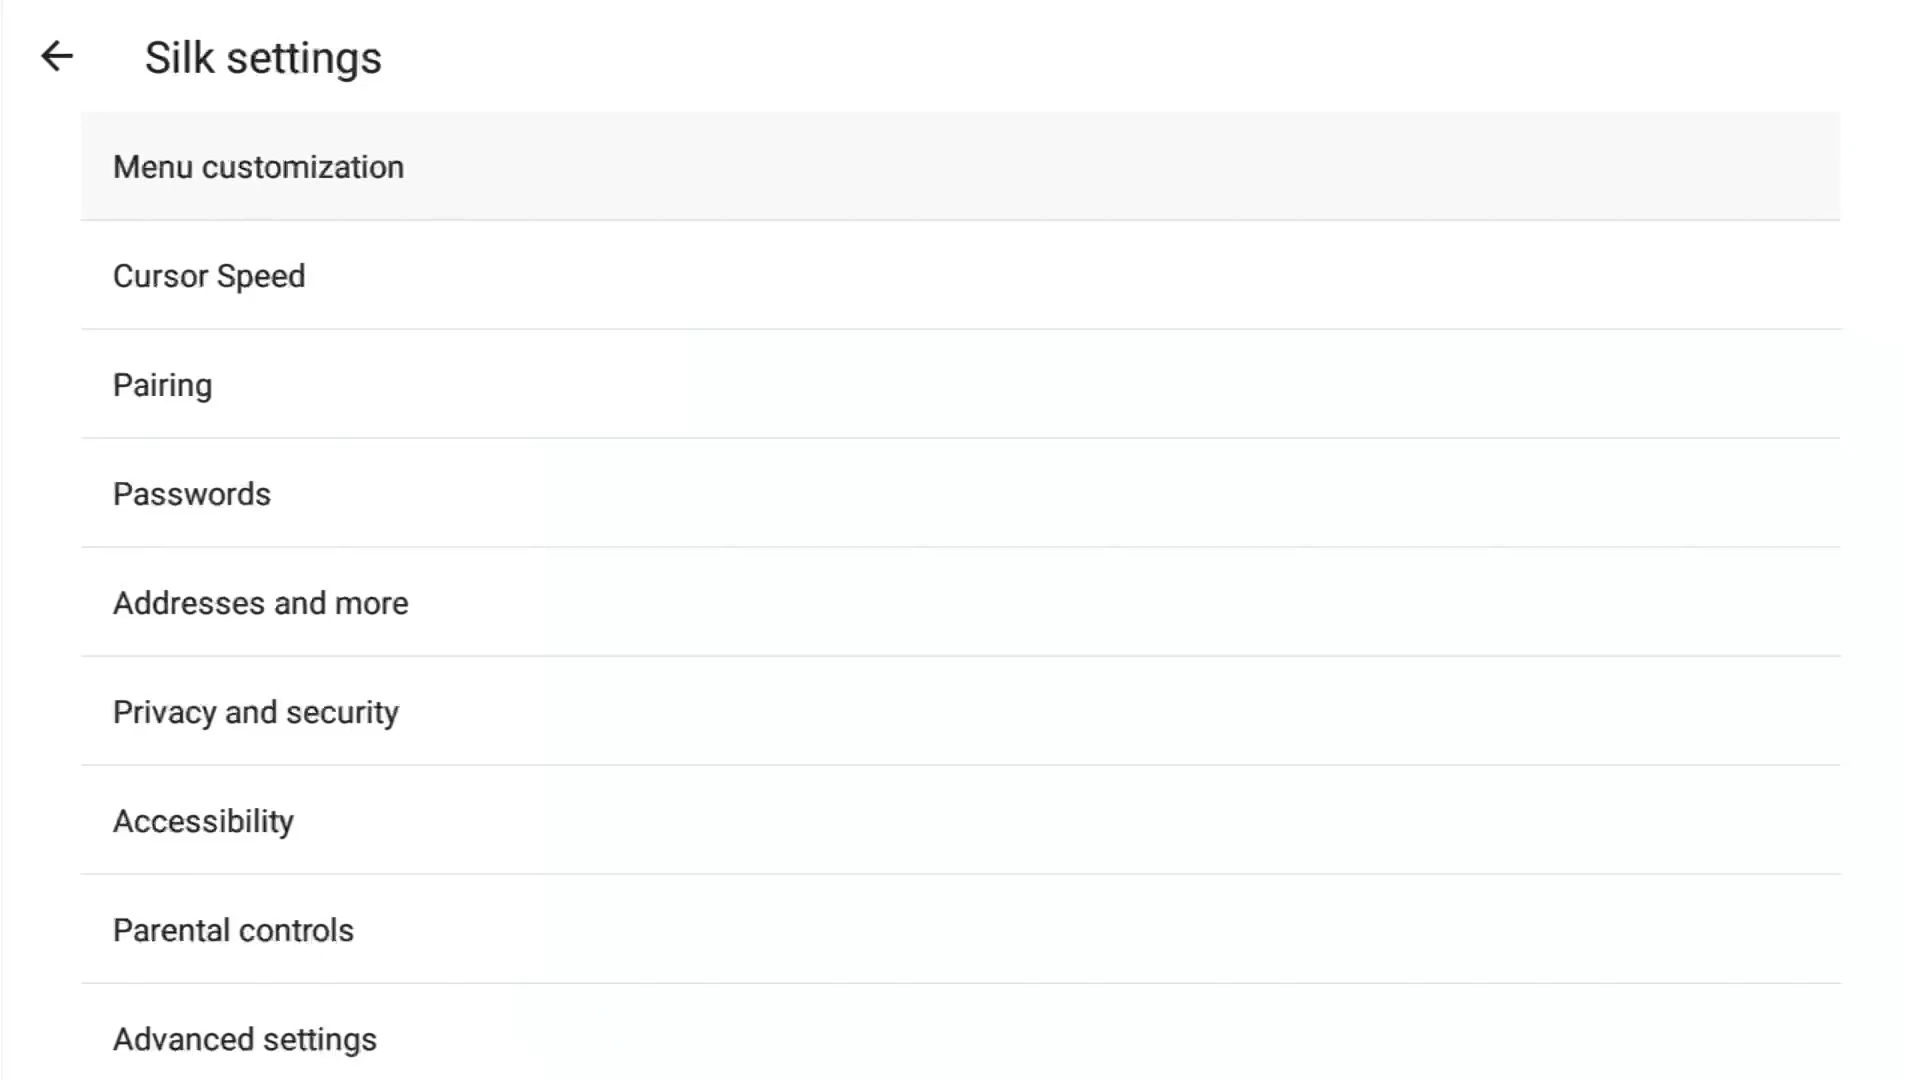 Silk settings
Menu customization
Cursor Speed
Pairing
Passwords
Addresses and more
Privacy and security
Accessibility
Parental controls
Advanced settings